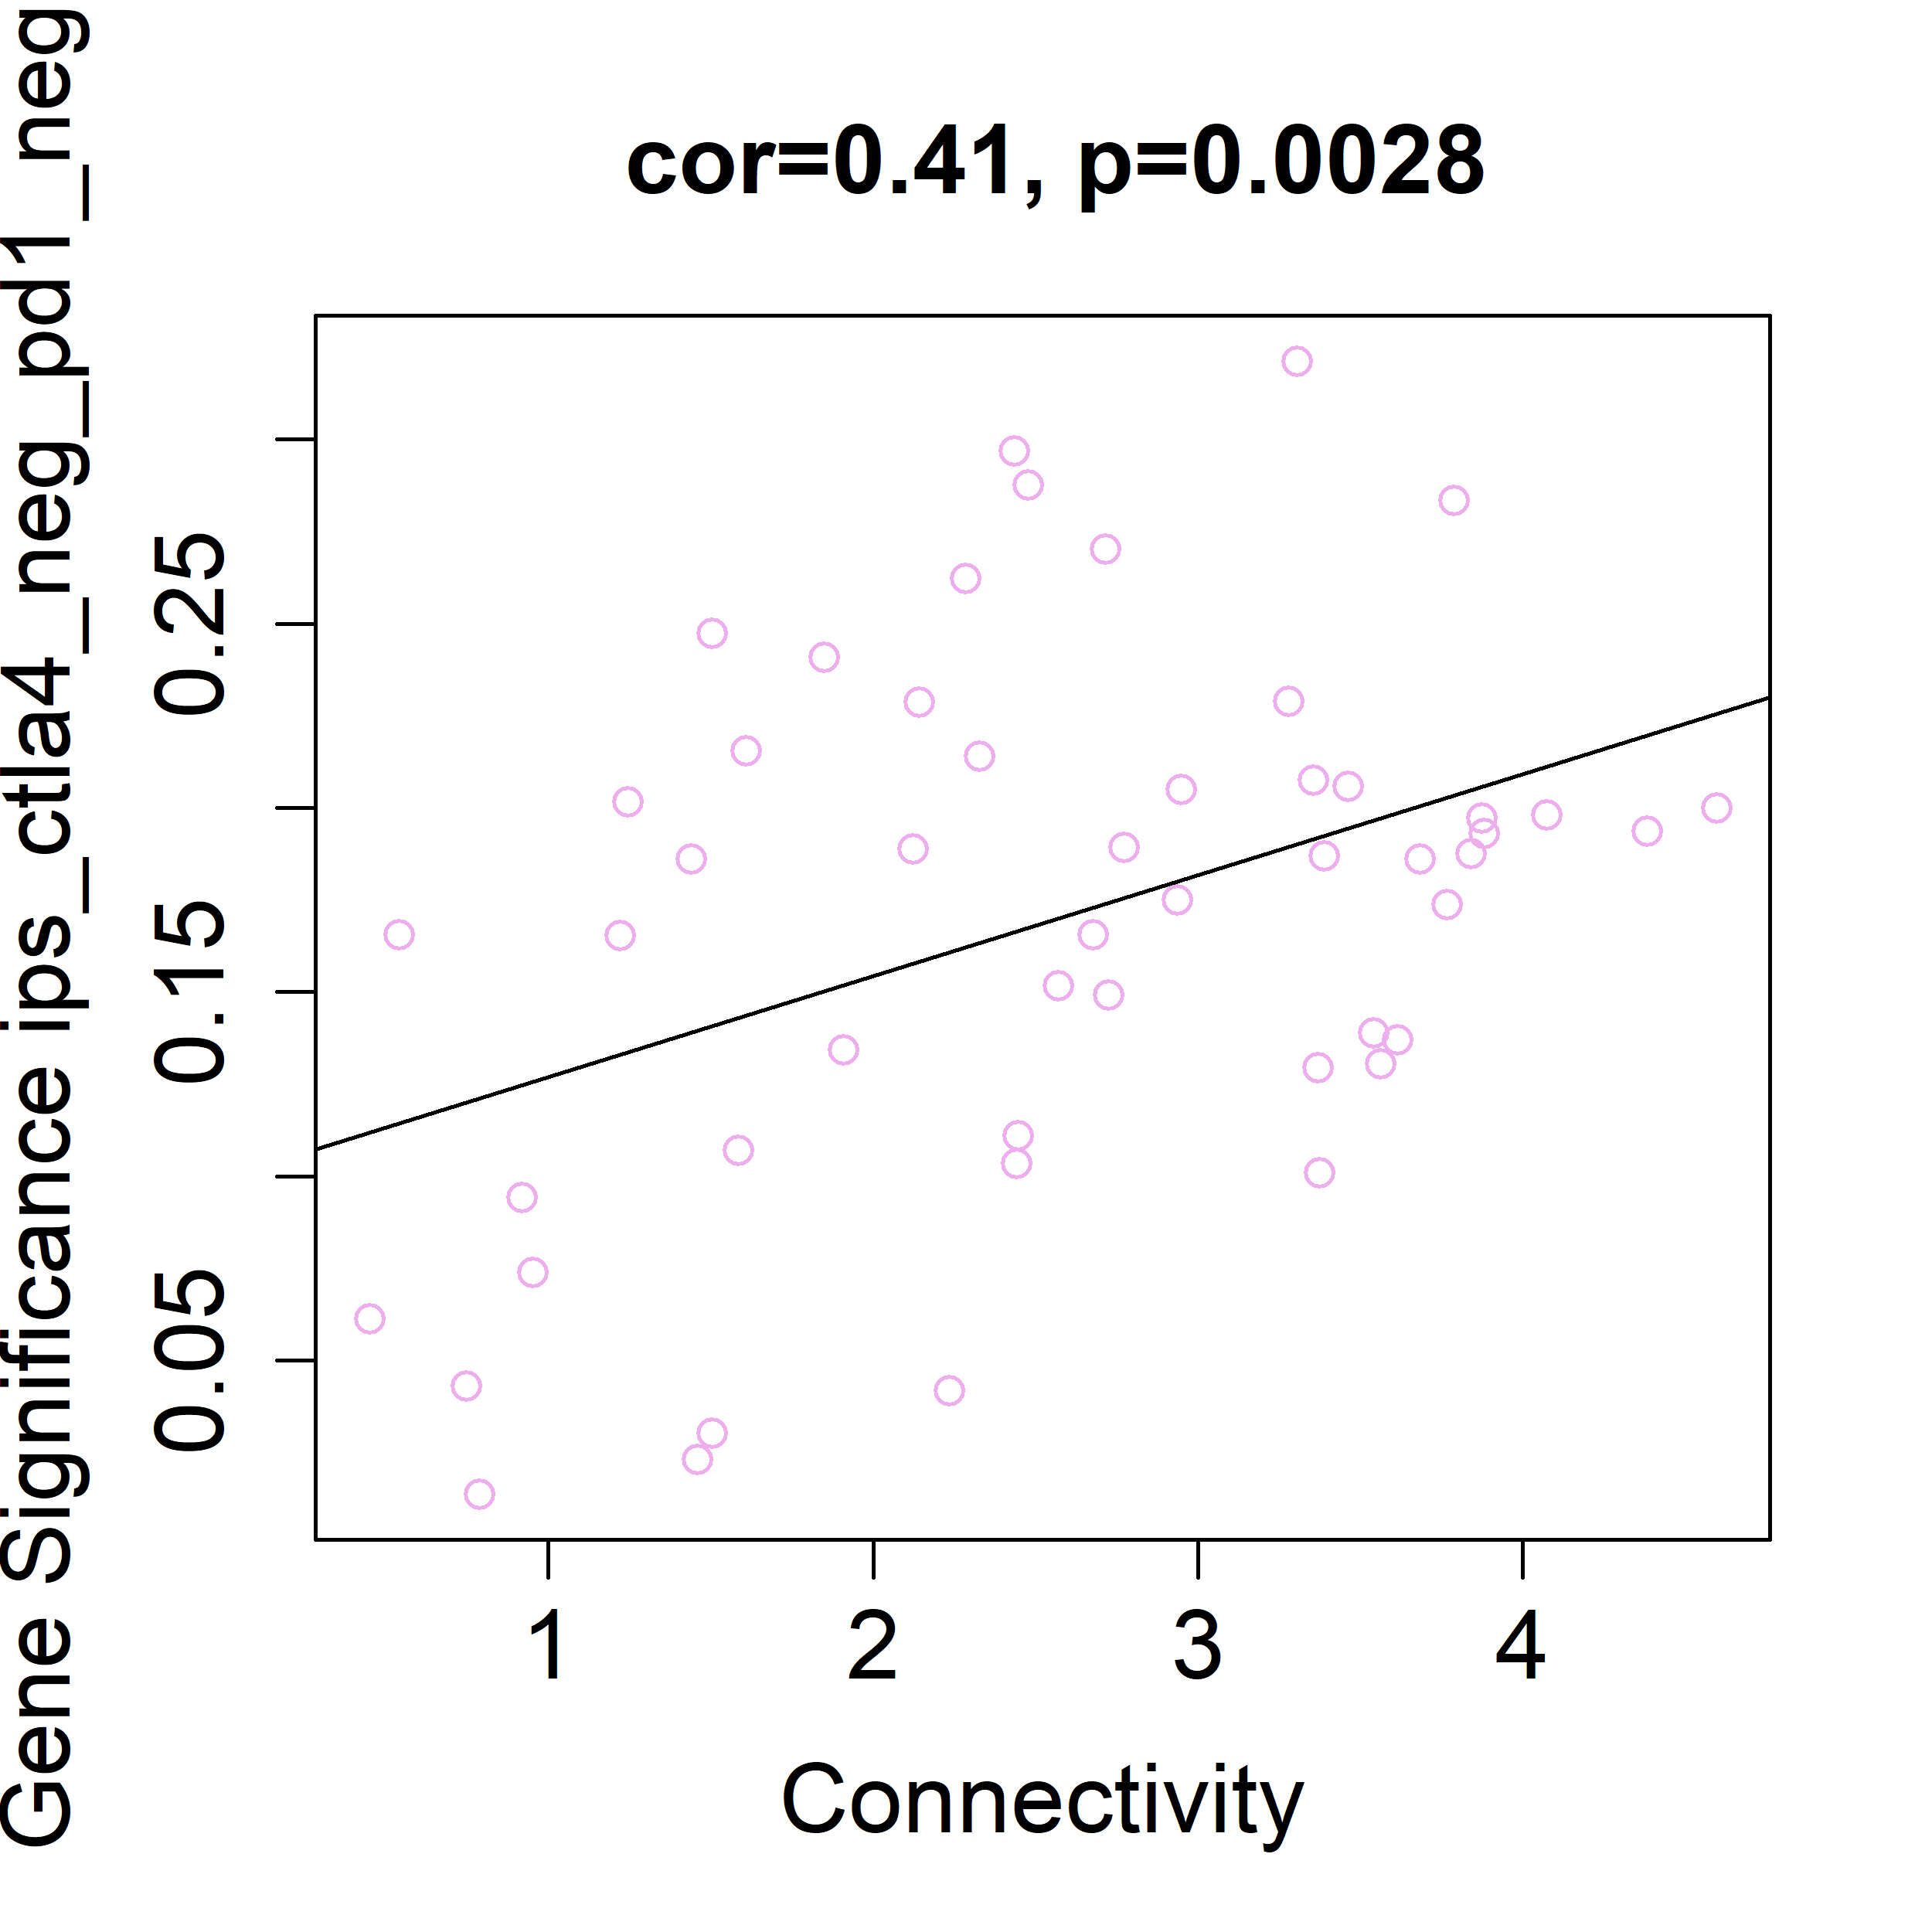 cor=0.41, p=0.0028
Gene Significance ips_ctla4_neg_pd1_neg
0.25
0.15
0.05
1 2 3 4
Connectivity